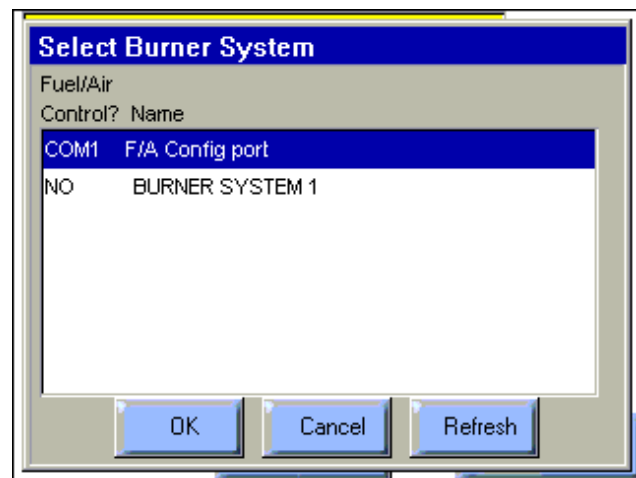 Select Burner System
Fuel/Air
Control? Name
COM1 F/A Config port
NO BURNER SYSTEM 1
OK Cancel Refresh